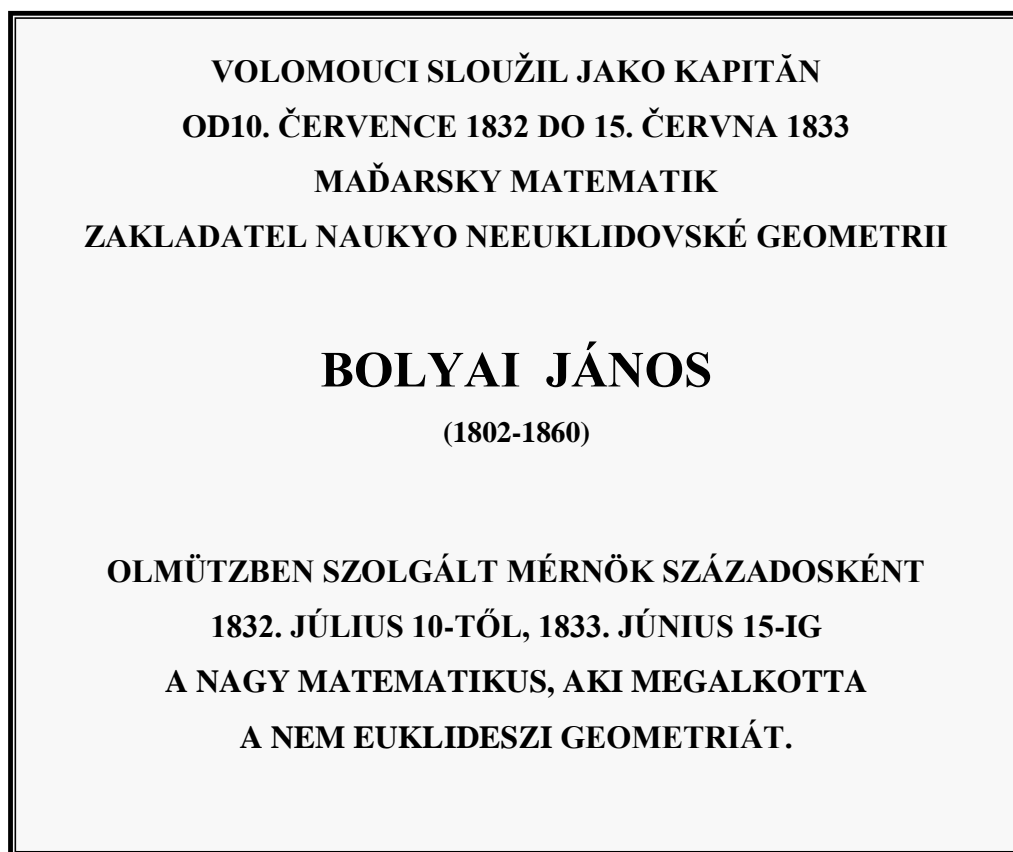 VOLOMOUCI SLOUŽIL JAKO KAPITĂN
OD10. ČERVENCE 1832 DO 15. ČERVNA 1833
MAĎARSKY MATEMATIK
ZAKLADATEL NAUKYO NEEUKLIDOVSKÉ GEOMETRII
BOLYAI JÁNOS
(1802-1860)
OLMÜTZBEN SZOLGÁLT MÉRNÖK SZÁZADOSKÉNT
1832. JÚLIUS 10-TŐL, 1833. JÚNIUS 15-IG
A NAGY MATEMATIKUS, AKI MEGALKOTTA
A NEM EUKLIDESZI GEOMETRIÁT.